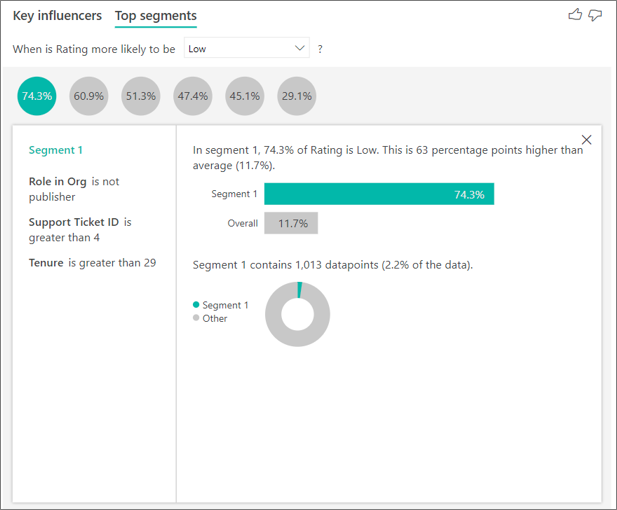 Key influencers Top segments
When is Rating more likely to be Low ?
74.3% 60.9% 51.3% 47.4% 45.1% 29.1%
Segment 1
Role in Org is not
publisher
Support Ticket ID is
greater than 4
Tenure is greater than 29
In segment 1, 74.3% of Rating is Low. This is 63 percentage points higher than
average (11.7%).
Segment 1 74.3%
Overall 11.7%
Segment 1 contains 1,013 datapoints (2.2% of the data).
Segment 1
Other